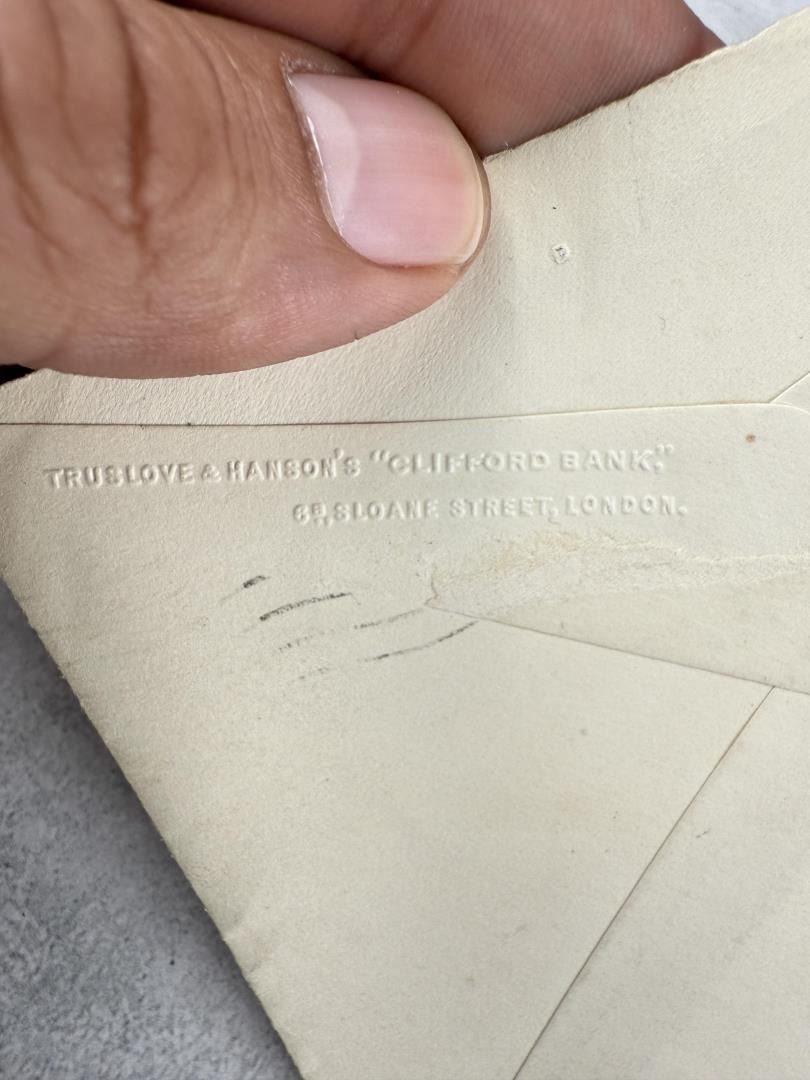 TRUSLOVE & HANSON'S "CLIFFORD BANK,"
6B, SLOANE STREET, LONDON.